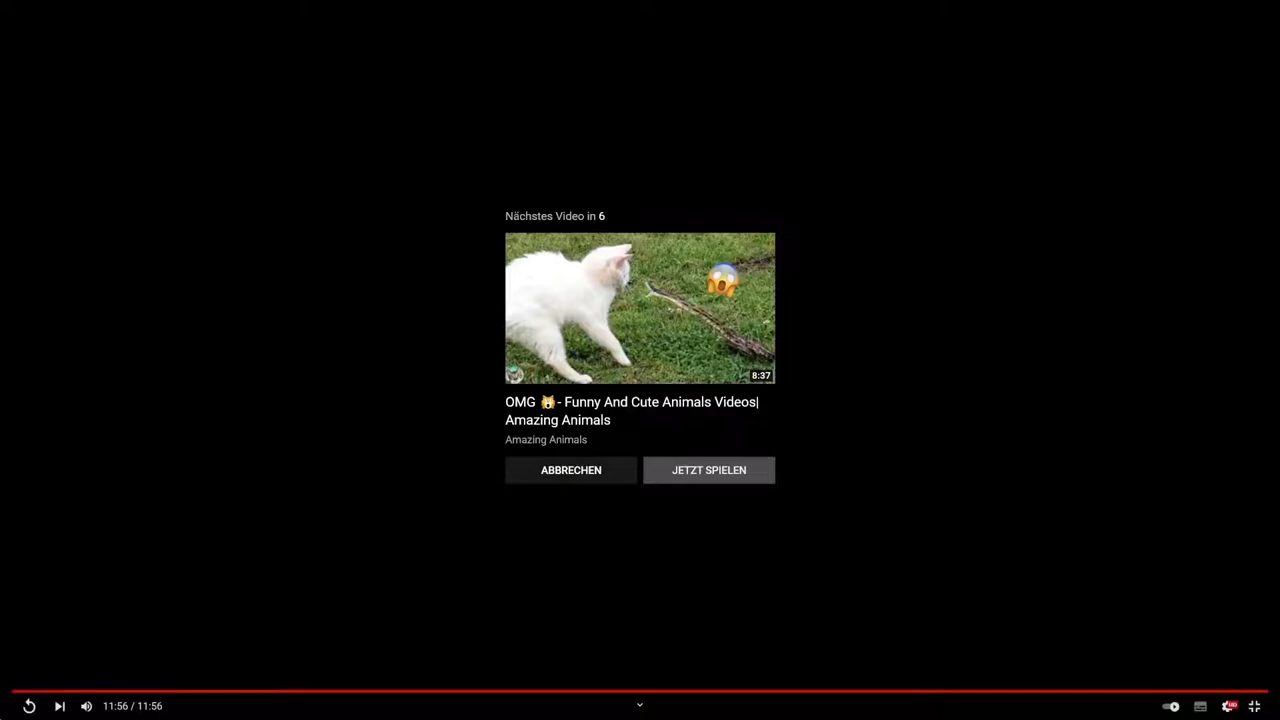 Nächstes Video in 6
8:37
OMG 🙀- Funny And Cute Animals Videos|
Amazing Animals
Amazing Animals
ABBRECHEN JETZT SPIELEN
11:56 / 11:56
HD